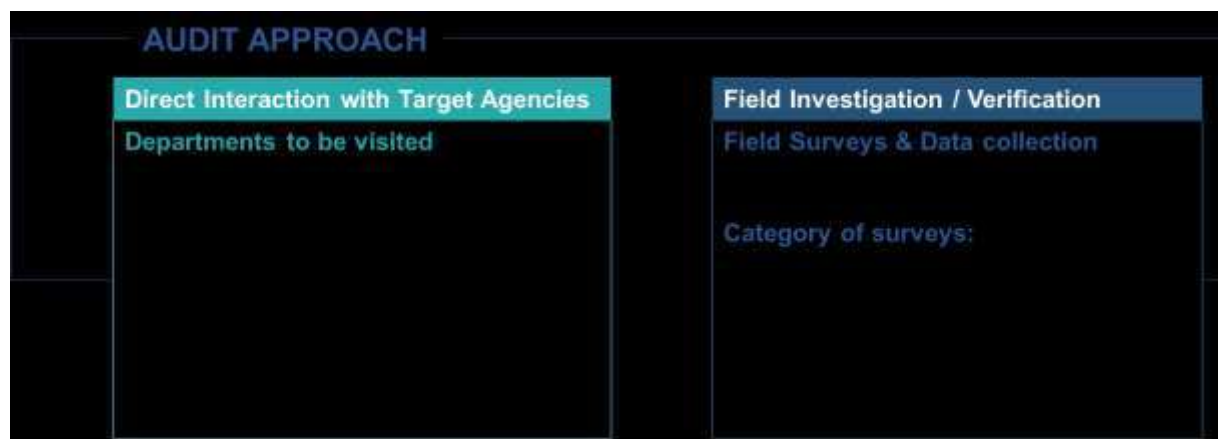 AUDIT APPROACH
Direct Interaction with Target Agencies
Departments to be visited
Field Investigation / Verification
Field Surveys & Data collection
Category of surveys: